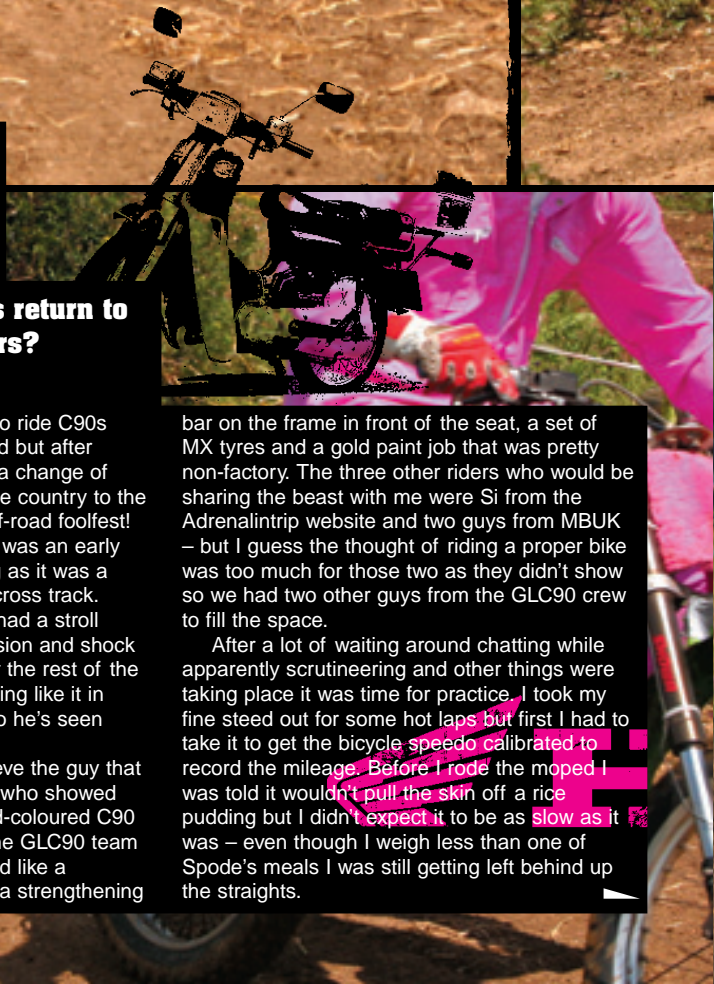 s return to
rs?
o ride C90s
d but after
a change of
e country to the
f-road foolfest!
was an early
as it was a
cross track.
had a stroll
sion and shock
the rest of the
ing like it in
o he’s seen
eve the guy that
who showed
d-coloured C90
he GLC90 team
d like a
a strengthening
bar on the frame in front of the seat, a set of
MX tyres and a gold paint job that was pretty
non-factory. The three other riders who would be
sharing the beast with me were Si from the
Adrenalintrip website and two guys from MBUK
– but I guess the thought of riding a proper bike
was too much for those two as they didn’t show
so we had two other guys from the GLC90 crew
to fill the space.
After a lot of waiting around chatting while
apparently scrutineering and other things were
taking place it was time for practice. I took my
fine steed out for some hot laps but first I had to
take it to get the bicycle speedo calibrated to
record the mileage. Before I rode the moped I
was told it wouldn’t pull the skin off a rice
pudding but I didn’t expect it to be as slow as it
was – even though I weigh less than one of
Spode’s meals I was still getting left behind up
the straights.